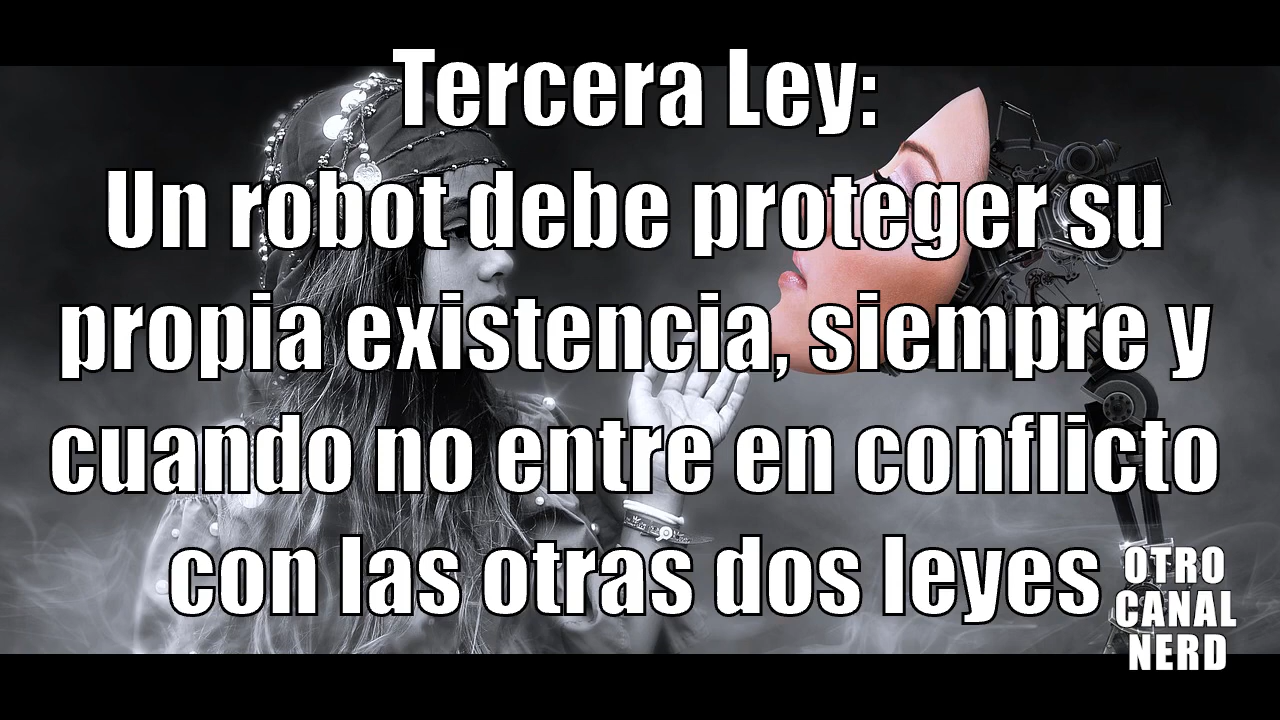 Tercera Ley:
Un robot debe proteger su
propia existencia, siempre y
cuando no entre en conflicto
con las otras dos leyes
OTRO
CANAL
NERD